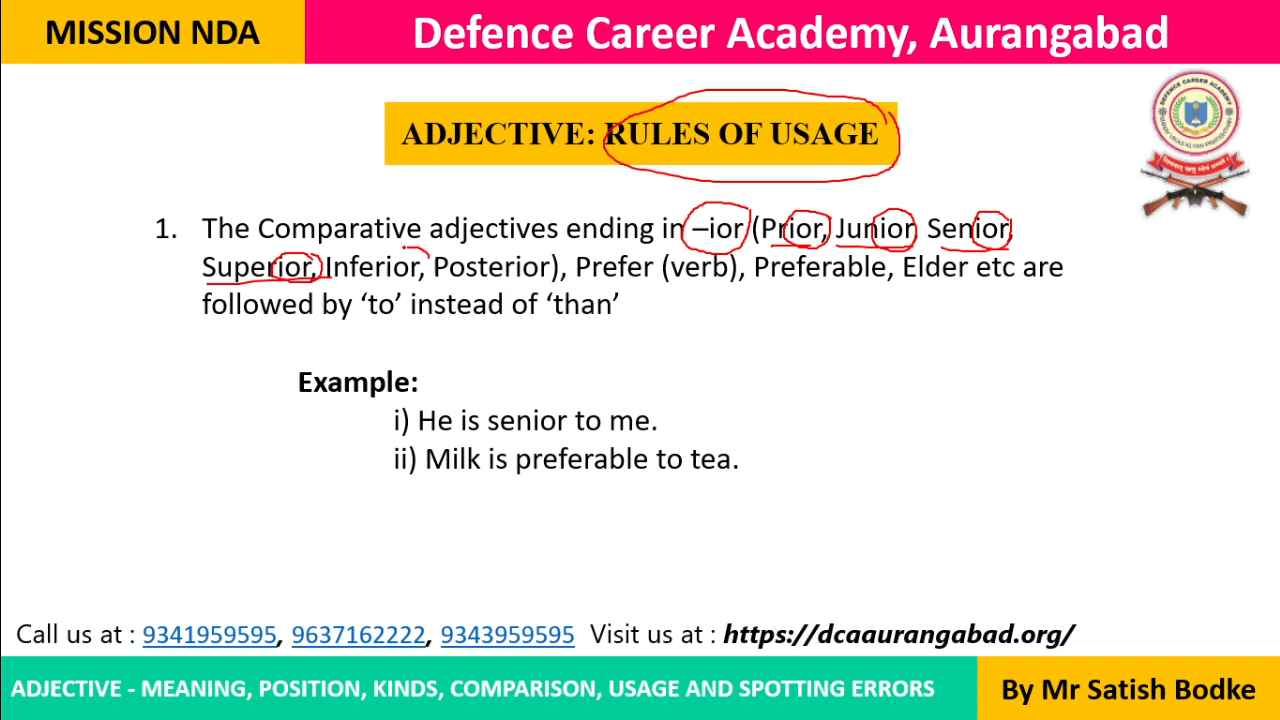 MISSION NDA
Defence Career Academy, Aurangabad
DEFENCE CAREER ACADEMY
ADJECTIVE: RULES OF USAGE
1. The Comparative adjectives ending in –ior (Prior, Junior Senior,
Superior, Inferior, Posterior), Prefer (verb), Preferable, Elder etc are
followed by ‘to’ instead of ‘than’
Example:
i) He is senior to me.
ii) Milk is preferable to tea.
Call us at : 9341959595, 9637162222, 9343959595 Visit us at : https://dcaaurangabad.org/
ADJECTIVE - MEANING, POSITION, KINDS, COMPARISON, USAGE AND SPOTTING ERRORS
By Mr Satish Bodke